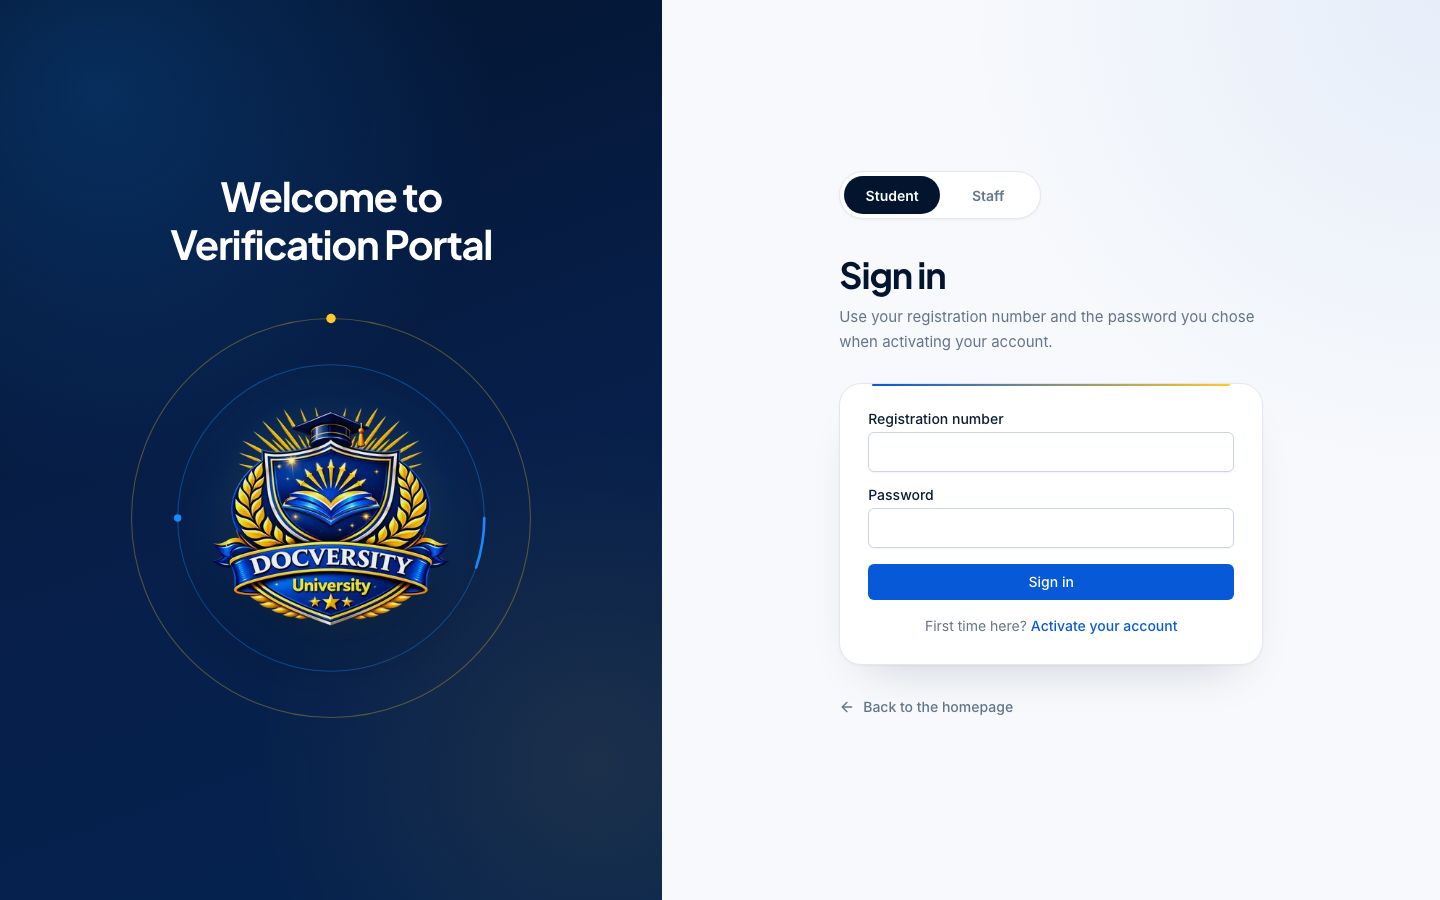 Welcome to
Verification Portal
DOCVERSITY
University
Student
Staff
Sign in
Use your registration number and the password you chose
when activating your account.
Registration number
Password
Sign in
First time here? Activate your account
Back to the homepage